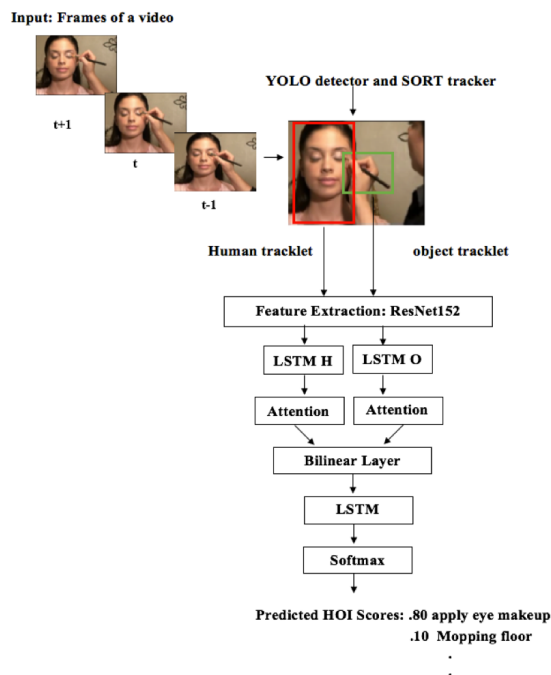 Input: Frames of a video
YOLO detector and SORT tracker
t+1
t
t-1
Human tracklet
object tracklet
Feature Extraction: ResNet152
LSTM H
LSTM O
Attention
Attention
Bilinear Layer
LSTM
Softmax
Predicted HOI Scores: .80 apply eye makeup
.10 Mopping floor
.
.